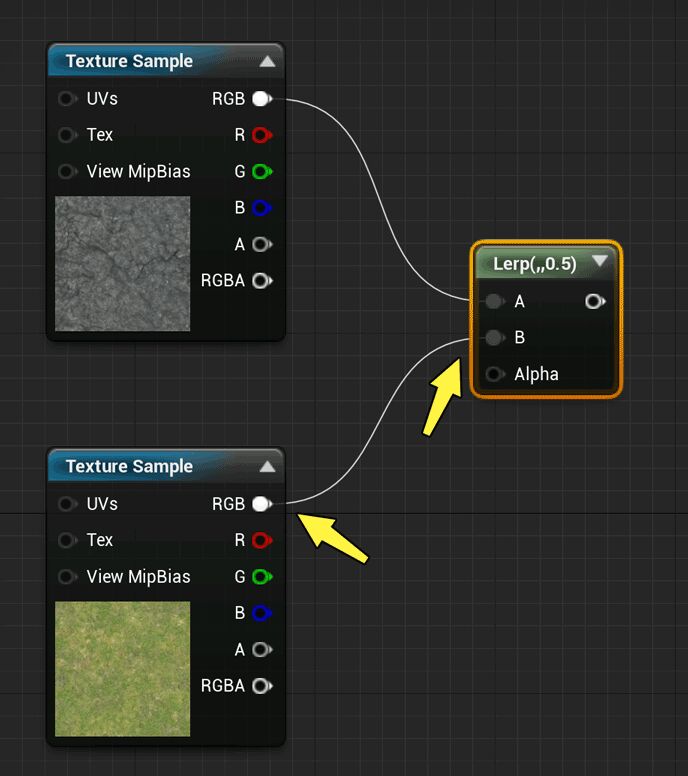 Texture Sample
UVs RGB
Tex R
View MipBias G
B
A
RGBA
Lerp(,,0.5)
A
B
Alpha
Texture Sample
UVs RGB
Tex R
View MipBias G
B
A
RGBA